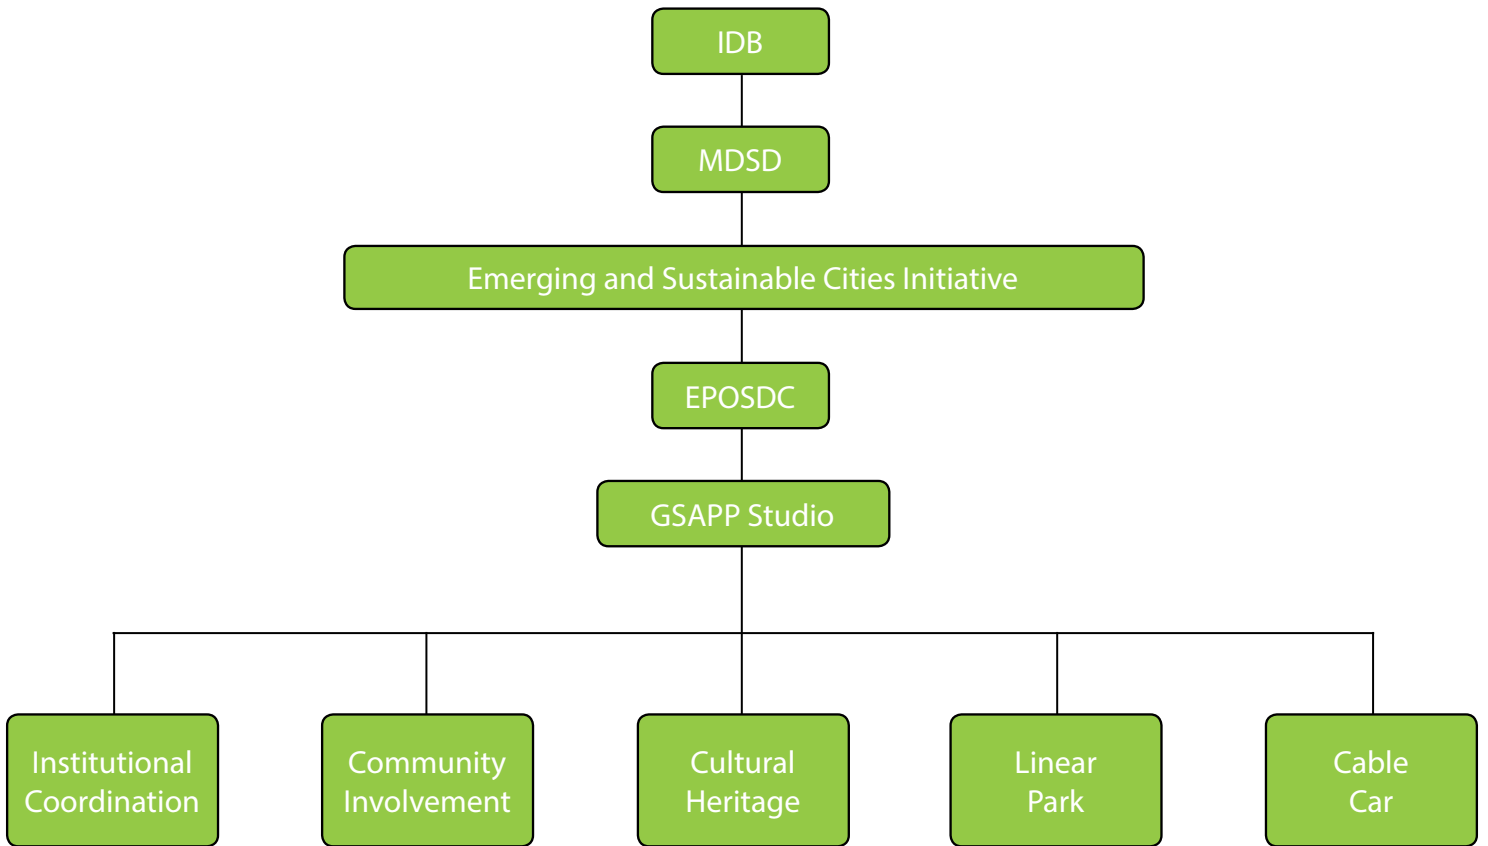 IDB
MDSD
Emerging and Sustainable Cities Initiative
EPOSDC
GSAPP Studio
Institutional
Coordination
Community
Involvement
Cultural
Heritage
Linear
Park
Cable
Car